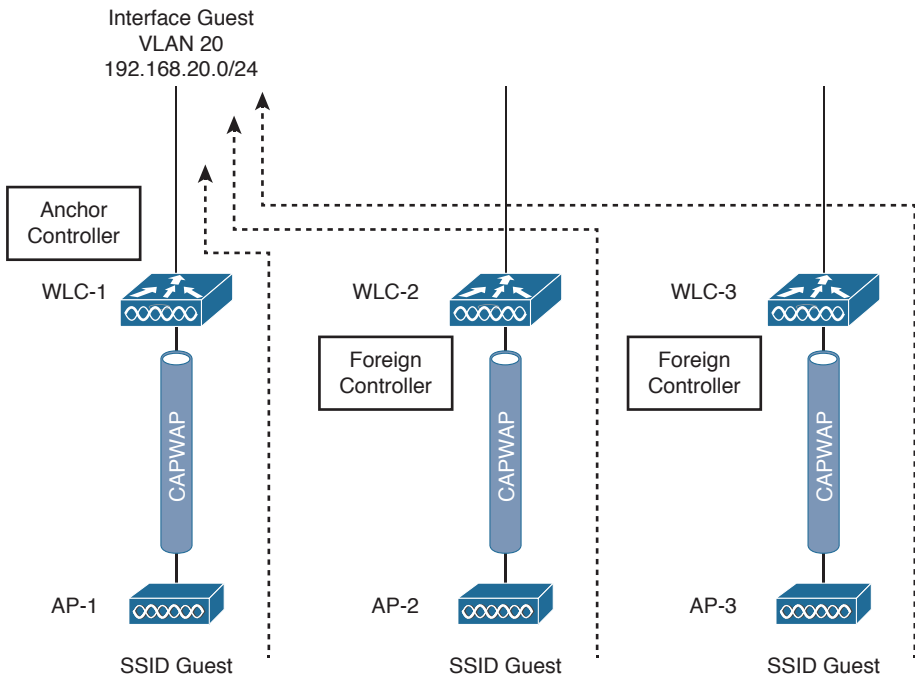 Interface Guest
VLAN 20
192.168.20.0/24
Anchor
Controller
WLC-1
WLC-2
WLC-3
Foreign
Controller
Foreign
Controller
CAPWAP
CAPWAP
CAPWAP
AP-1
AP-2
AP-3
SSID Guest
SSID Guest
SSID Guest